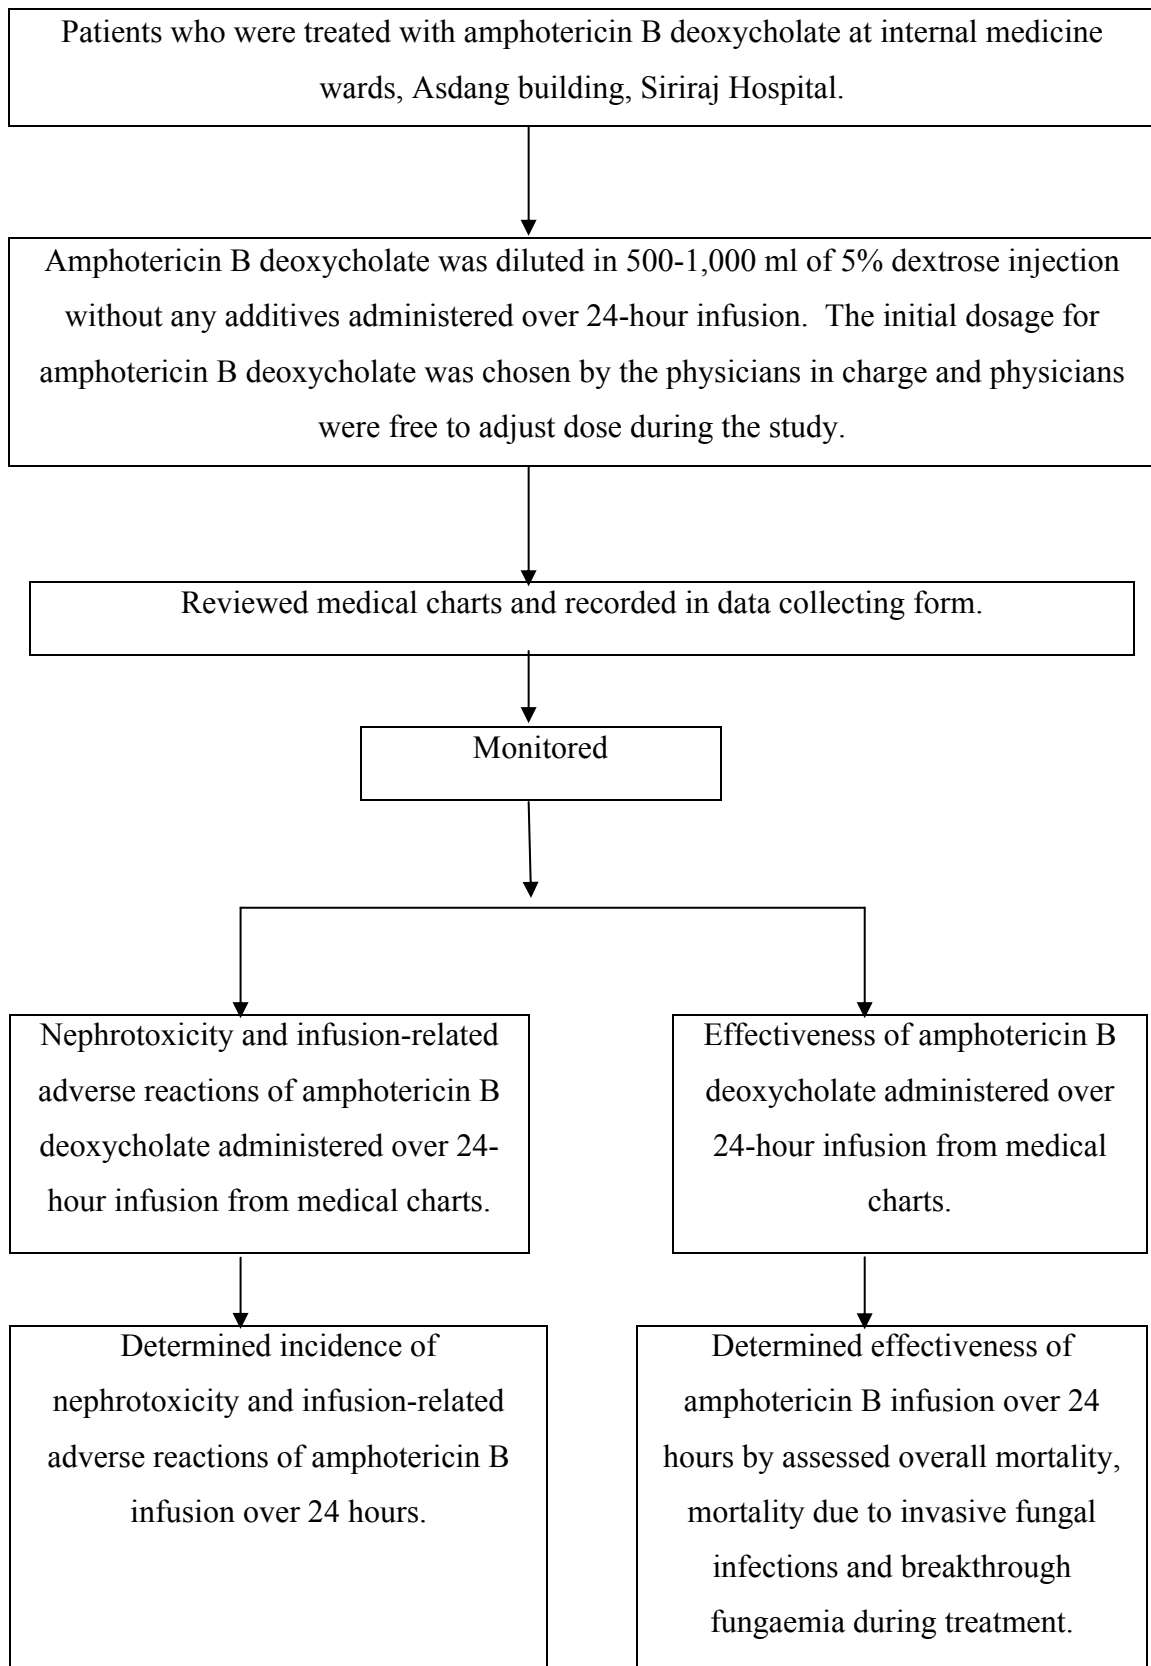 Patients who were treated with amphotericin B deoxycholate at internal medicine
wards, Asdang building, Siriraj Hospital.
Amphotericin B deoxycholate was diluted in 500-1,000 ml of 5% dextrose injection
without any additives administered over 24-hour infusion.  The initial dosage for
amphotericin B deoxycholate was chosen by the physicians in charge and physicians
were free to adjust dose during the study.
Reviewed medical charts and recorded in data collecting form.
Monitored
Nephrotoxicity and infusion-related
adverse reactions of amphotericin B
deoxycholate administered over 24-
hour infusion from medical charts.
Effectiveness of amphotericin B
deoxycholate administered over
24-hour infusion from medical
charts.
Determined incidence of
nephrotoxicity and infusion-related
adverse reactions of amphotericin B
infusion over 24 hours.
Determined effectiveness of
amphotericin B infusion over 24
hours by assessed overall mortality,
mortality due to invasive fungal
infections and breakthrough
fungaemia during treatment.